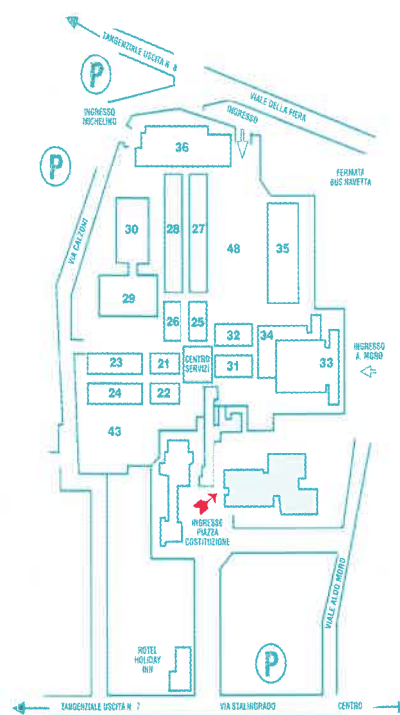 TANGENZIALE USCITA N. 8
P
INGRESSO
MICHELINO
VIALE DELLA FIERA
INGRESSO
P
36
FERMATA
BUS NAVETTA
VIA CALZONI
30
28
27
48
35
29
26
25
32
34
33
INGRESSO
A. MORO
23
21
CENTRO
SERVIZI
31
24
22
43
INGRESSO
PIAZZA
COSTITUZIONE
VIALE ALDO MORO
HOTEL
HOLIDAY
INN
P
TANGENZIALE USCITA N. 7
VIA STALINGRADO
CENTRO